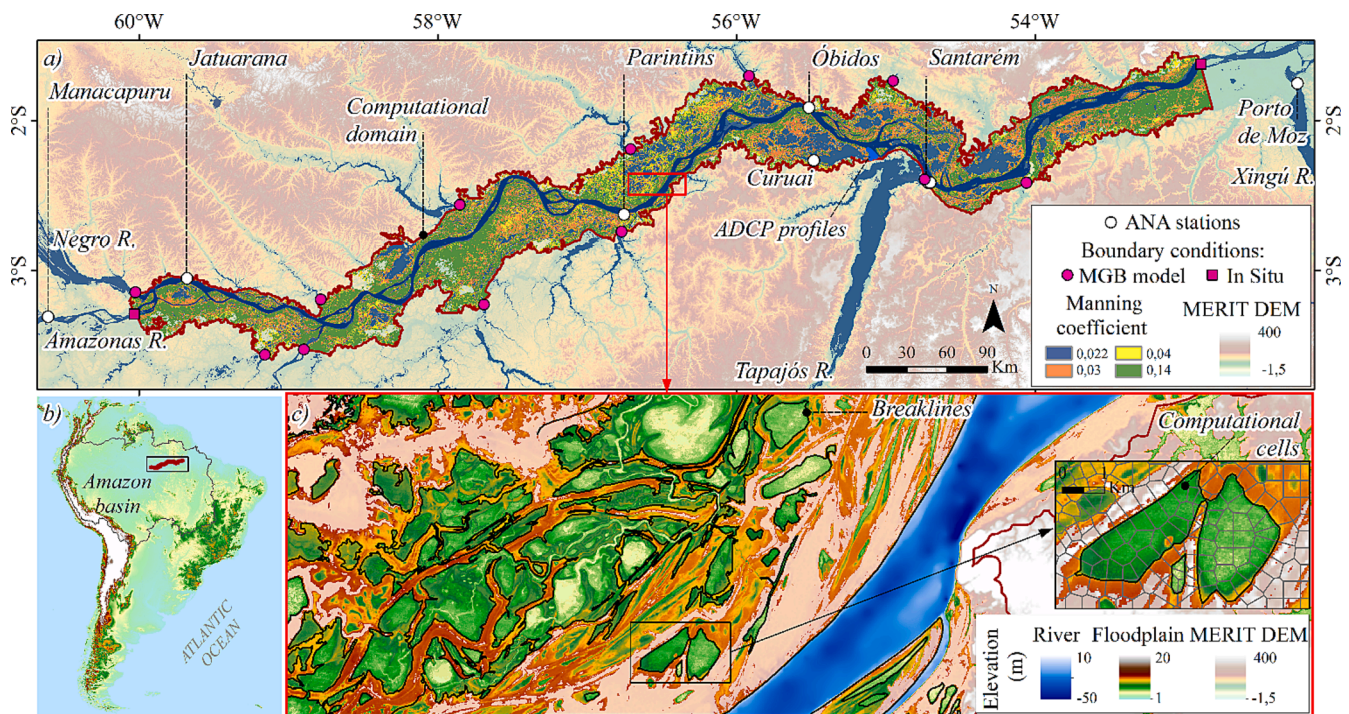 60°W
58°W
56°W
54°W
a)
Jatuarana
Parintins
Óbidos
Santarém
Manacapuru
Computational
domain
2°S
2°S
Porto
de Moz
Xingú R.
Curuai
ADCP profiles
Negro R.
3°S
3°S
Amazonas R.
Tapajós R.
N
0 30 60 90
Km
ANA stations
Boundary conditions:
MGB model
In Situ
Manning
coefficient
MERIT DEM
0,022
0,04
0,03
0,14
400
-1,5
b)
Amazon
basin
ATLANTIC
OCEAN
c)
Breaklines
Computational
cells
0 1
Km
Elevation
(m)
River Floodplain MERIT DEM
10
-50
20
1
400
-1,5